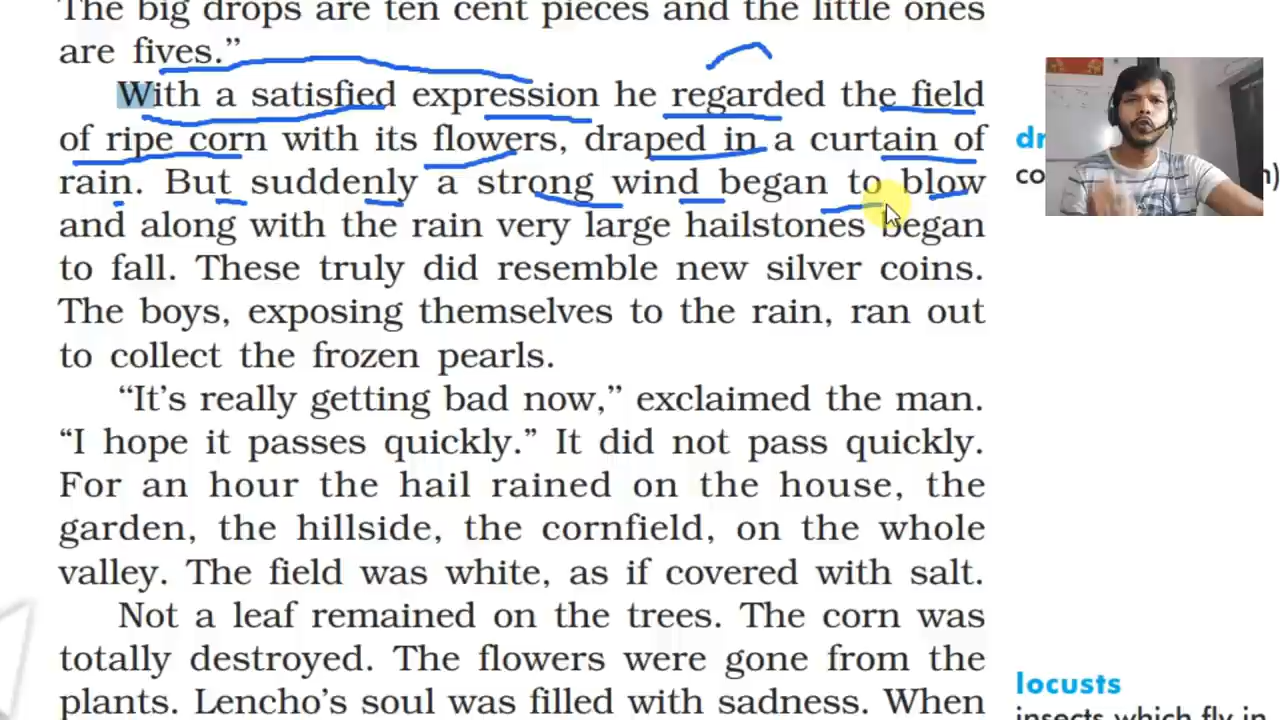 The big drops are ten cent pieces and the little ones
are fives.”
With a satisfied expression he regarded the field
of ripe corn with its flowers, draped in a curtain of
rain. But suddenly a strong wind began to blow
and along with the rain very large hailstones began
to fall. These truly did resemble new silver coins.
The boys, exposing themselves to the rain, ran out
to collect the frozen pearls.
“It’s really getting bad now,” exclaimed the man.
“I hope it passes quickly.” It did not pass quickly.
For an hour the hail rained on the house, the
garden, the hillside, the cornfield, on the whole
valley. The field was white, as if covered with salt.
Not a leaf remained on the trees. The corn was
totally destroyed. The flowers were gone from the
plants. Lencho’s soul was filled with sadness. When
locusts
insects which fly in